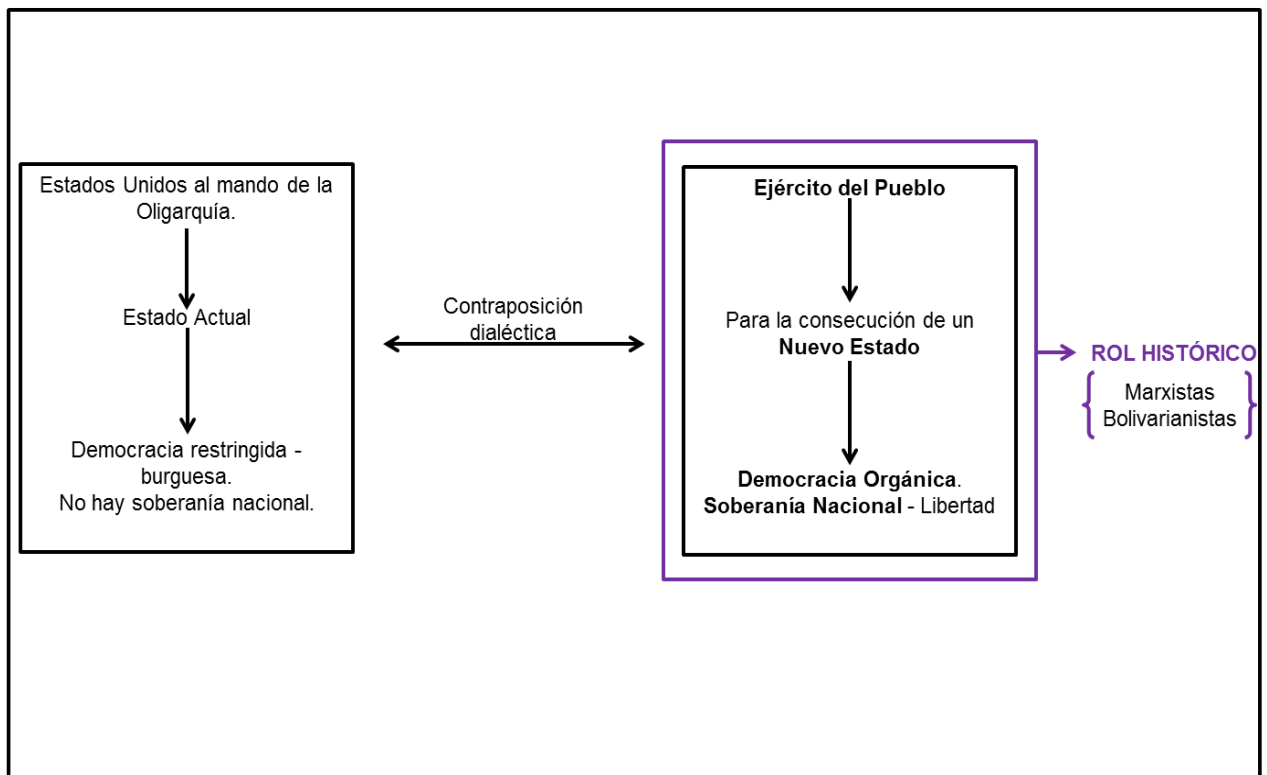 Estados Unidos al mando de la
Oligarquía.
Estado Actual
Democracia restringida -
burguesa.
No hay soberanía nacional.
Contraposición
dialéctica
Ejército del Pueblo
Para la consecución de un
Nuevo Estado
Democracia Orgánica.
Soberanía Nacional - Libertad
ROL HISTÓRICO
Marxistas
Bolivarianistas